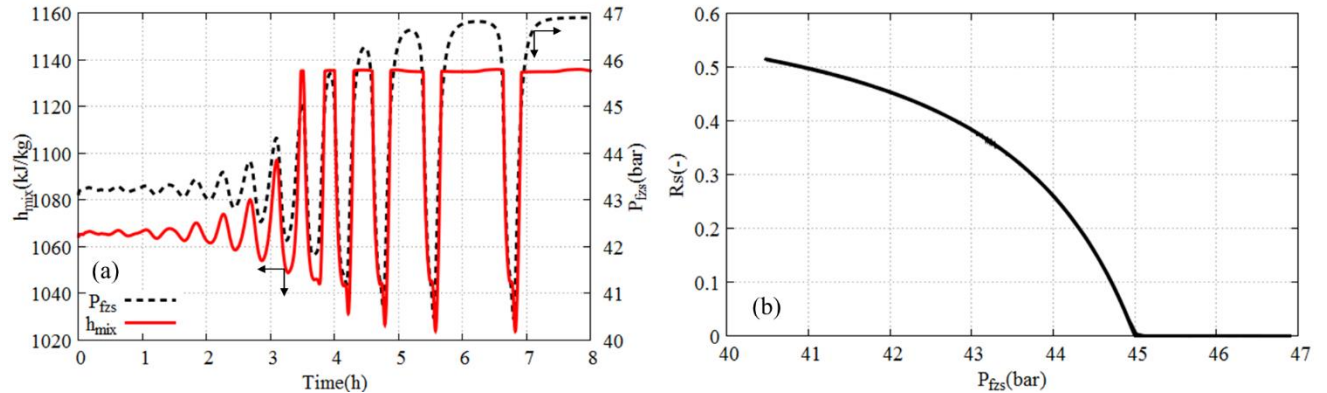 1160
1140
1120
1100
1080
1060
1040
1020
h_mix(kJ/kg)
47
46
45
44
43
42
41
40
P_fzs(bar)
(a)
P_fzs
h_mix
0 1 2 3 4 5 6 7 8
Time(h)
0.6
0.5
0.4
0.3
0.2
0.1
0
Rs(-)
(b)
40 41 42 43 44 45 46 47
P_fzs(bar)